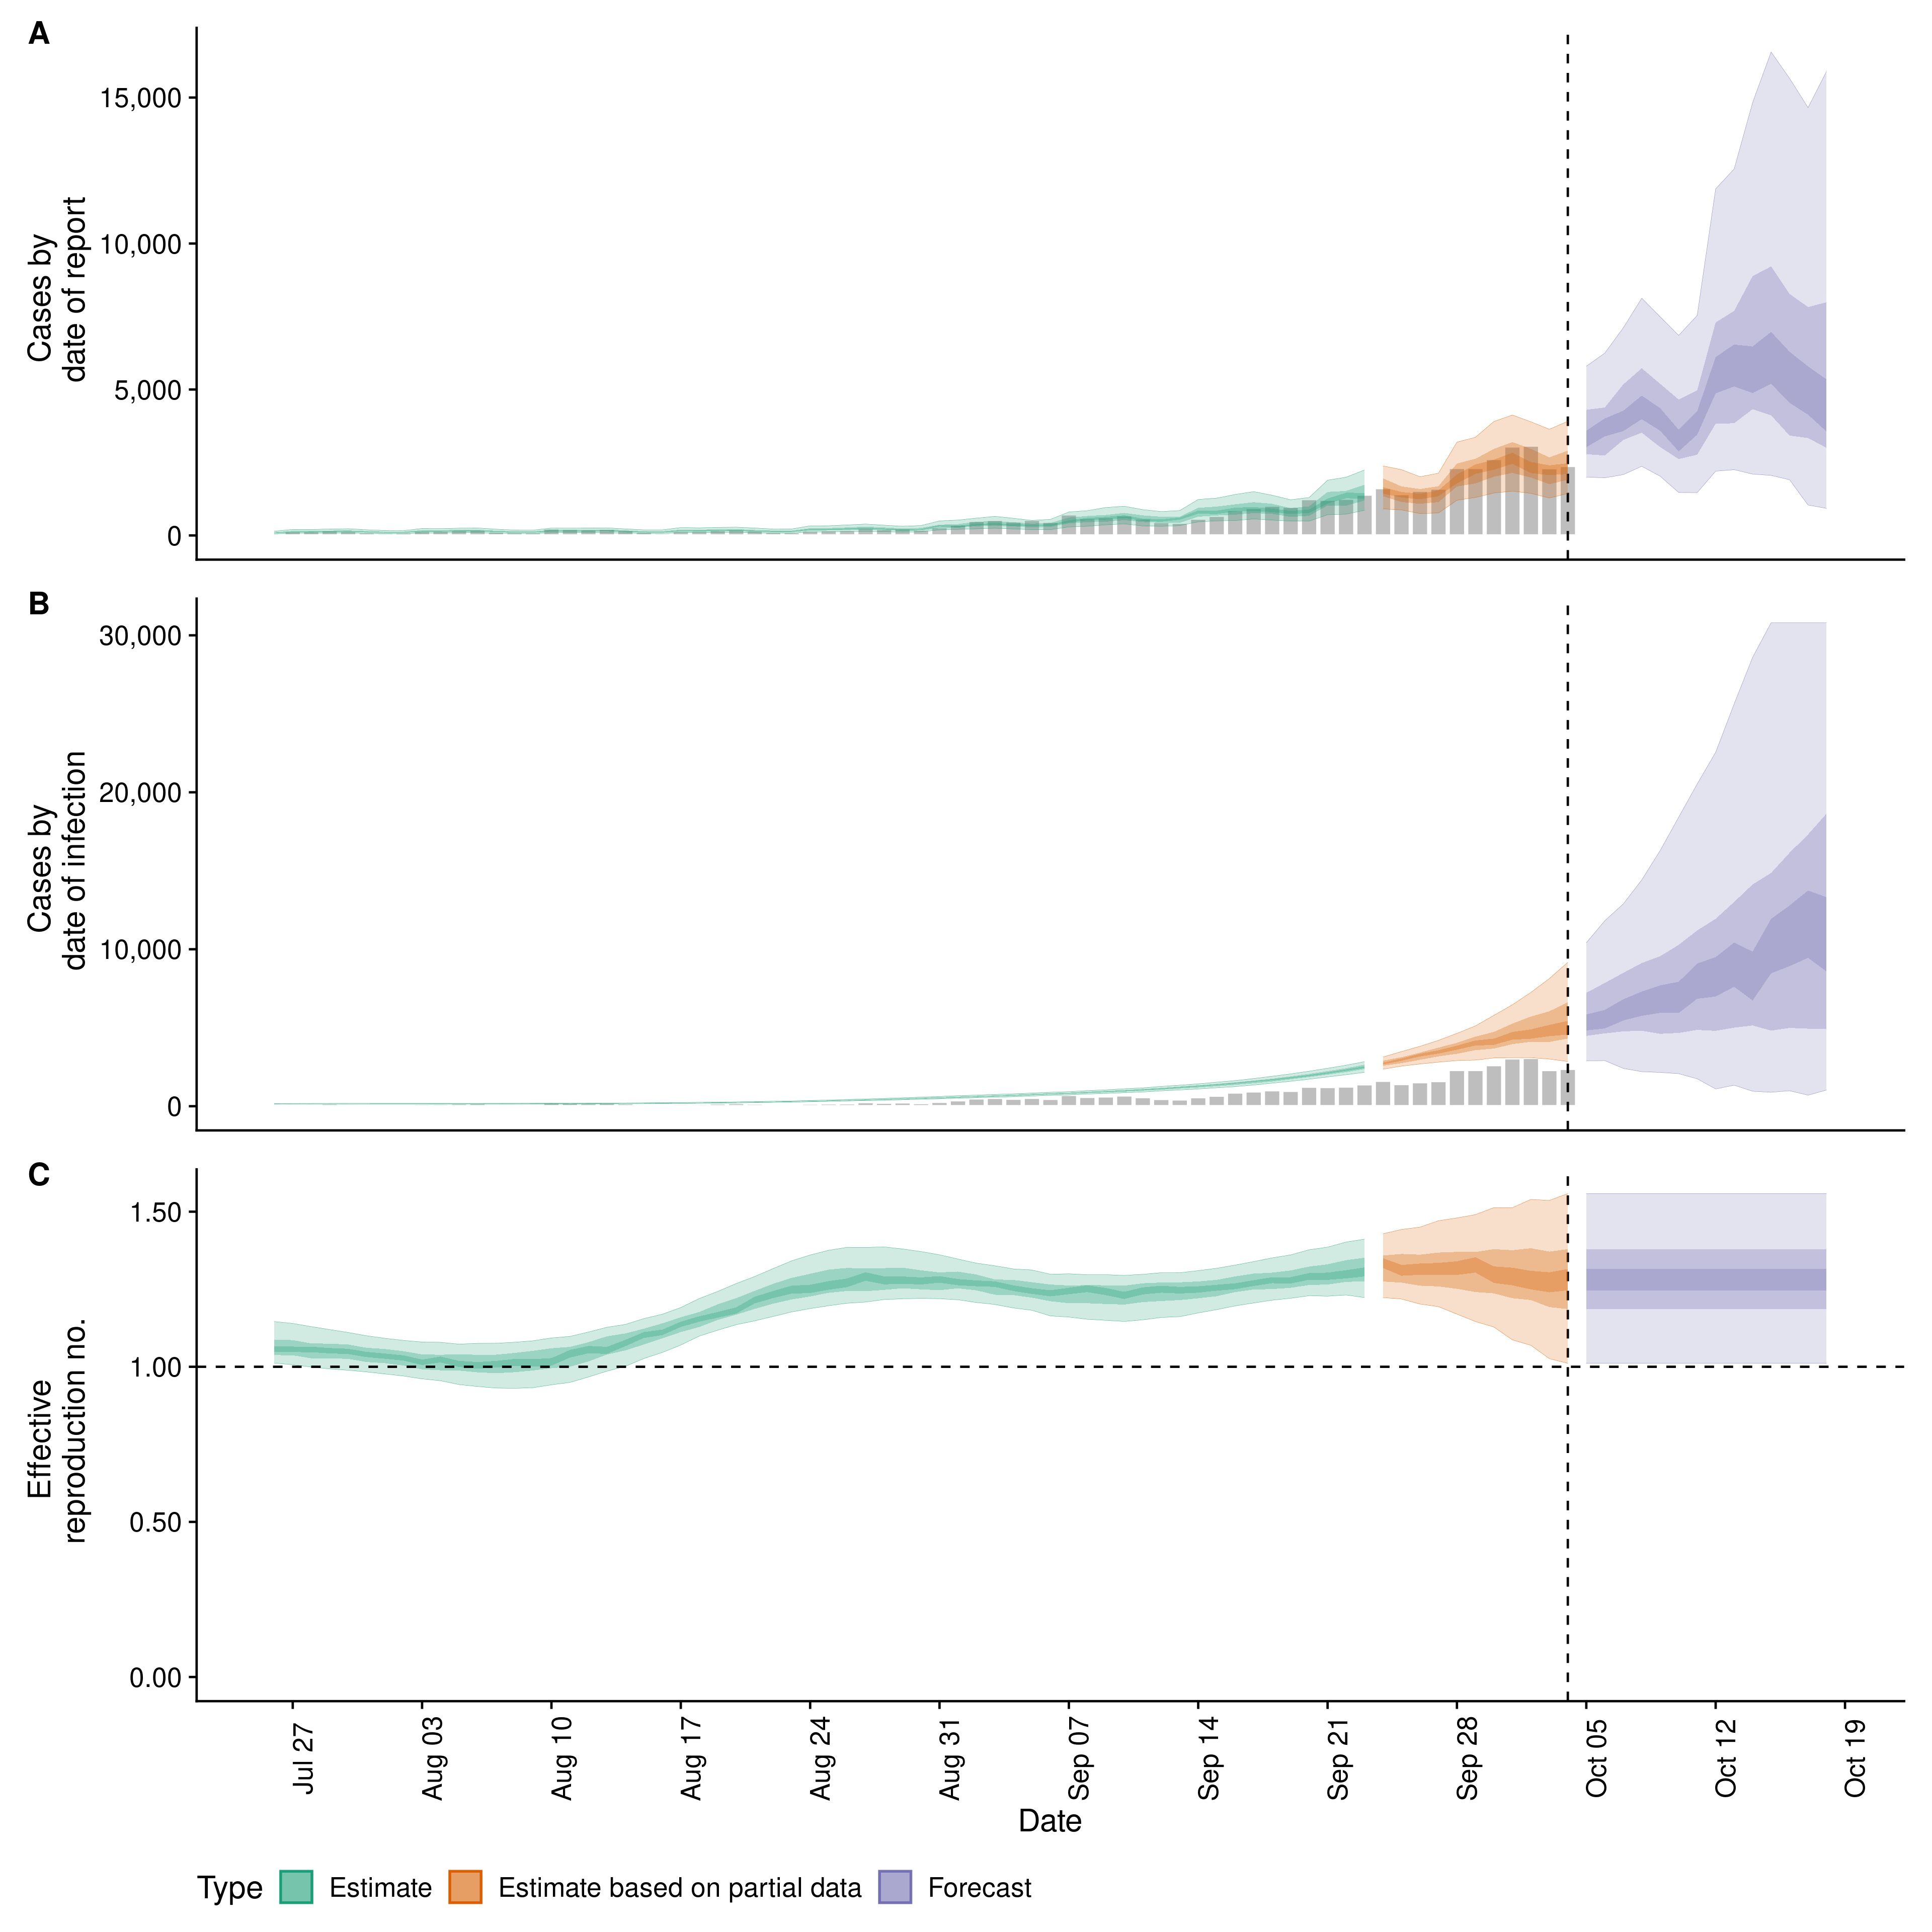 A
15,000
10,000
5,000
0
Cases by
date of report
B
30,000
20,000
10,000
0
Cases by
date of infection
C
1.50
1.00
0.50
0.00
Effective
reproduction no.
Jul 27
Aug 03
Aug 10
Aug 17
Aug 24
Aug 31
Sep 07
Sep 14
Sep 21
Sep 28
Oct 05
Oct 12
Oct 19
Date
Type Estimate Estimate based on partial data Forecast